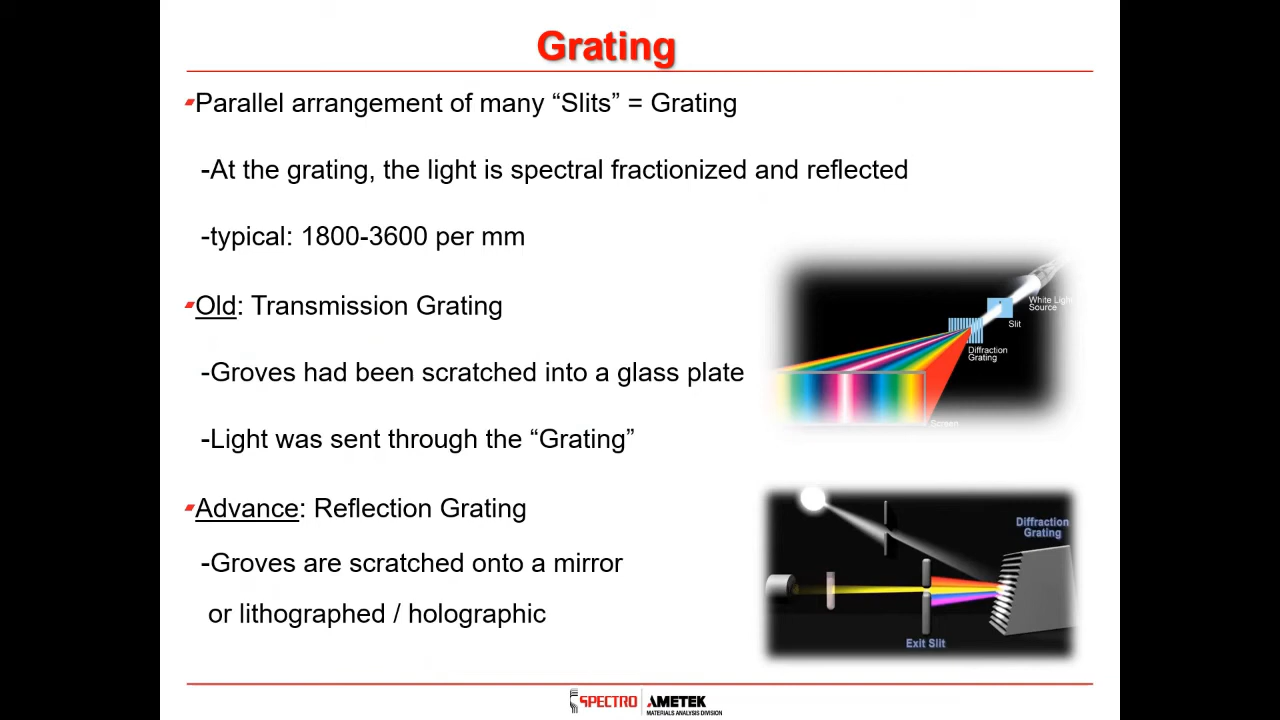 Grating
Parallel arrangement of many “Slits” = Grating
-At the grating, the light is spectral fractionized and reflected
-typical: 1800-3600 per mm
Old: Transmission Grating
-Groves had been scratched into a glass plate
-Light was sent through the “Grating”
Advance: Reflection Grating
-Groves are scratched onto a mirror
or lithographed / holographic
White Light
Source
Slit
Diffraction
Grating
Screen
Diffraction
Grating
Exit Slit
SPECTRO
AMETEK
MATERIALS ANALYSIS DIVISION